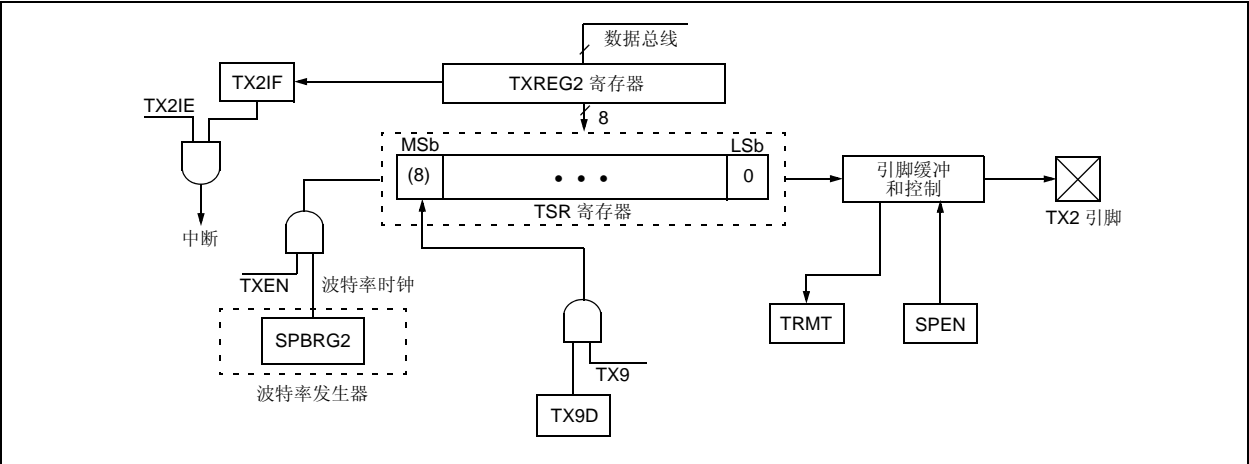 数据总线
TX2IF
TXREG2 寄存器
TX2IE
8
MSb
LSb
(8)
• • •
0
引脚缓冲
和控制
TSR 寄存器
TX2 引脚
中断
TXEN
波特率时钟
TRMT
SPEN
SPBRG2
TX9
波特率发生器
TX9D